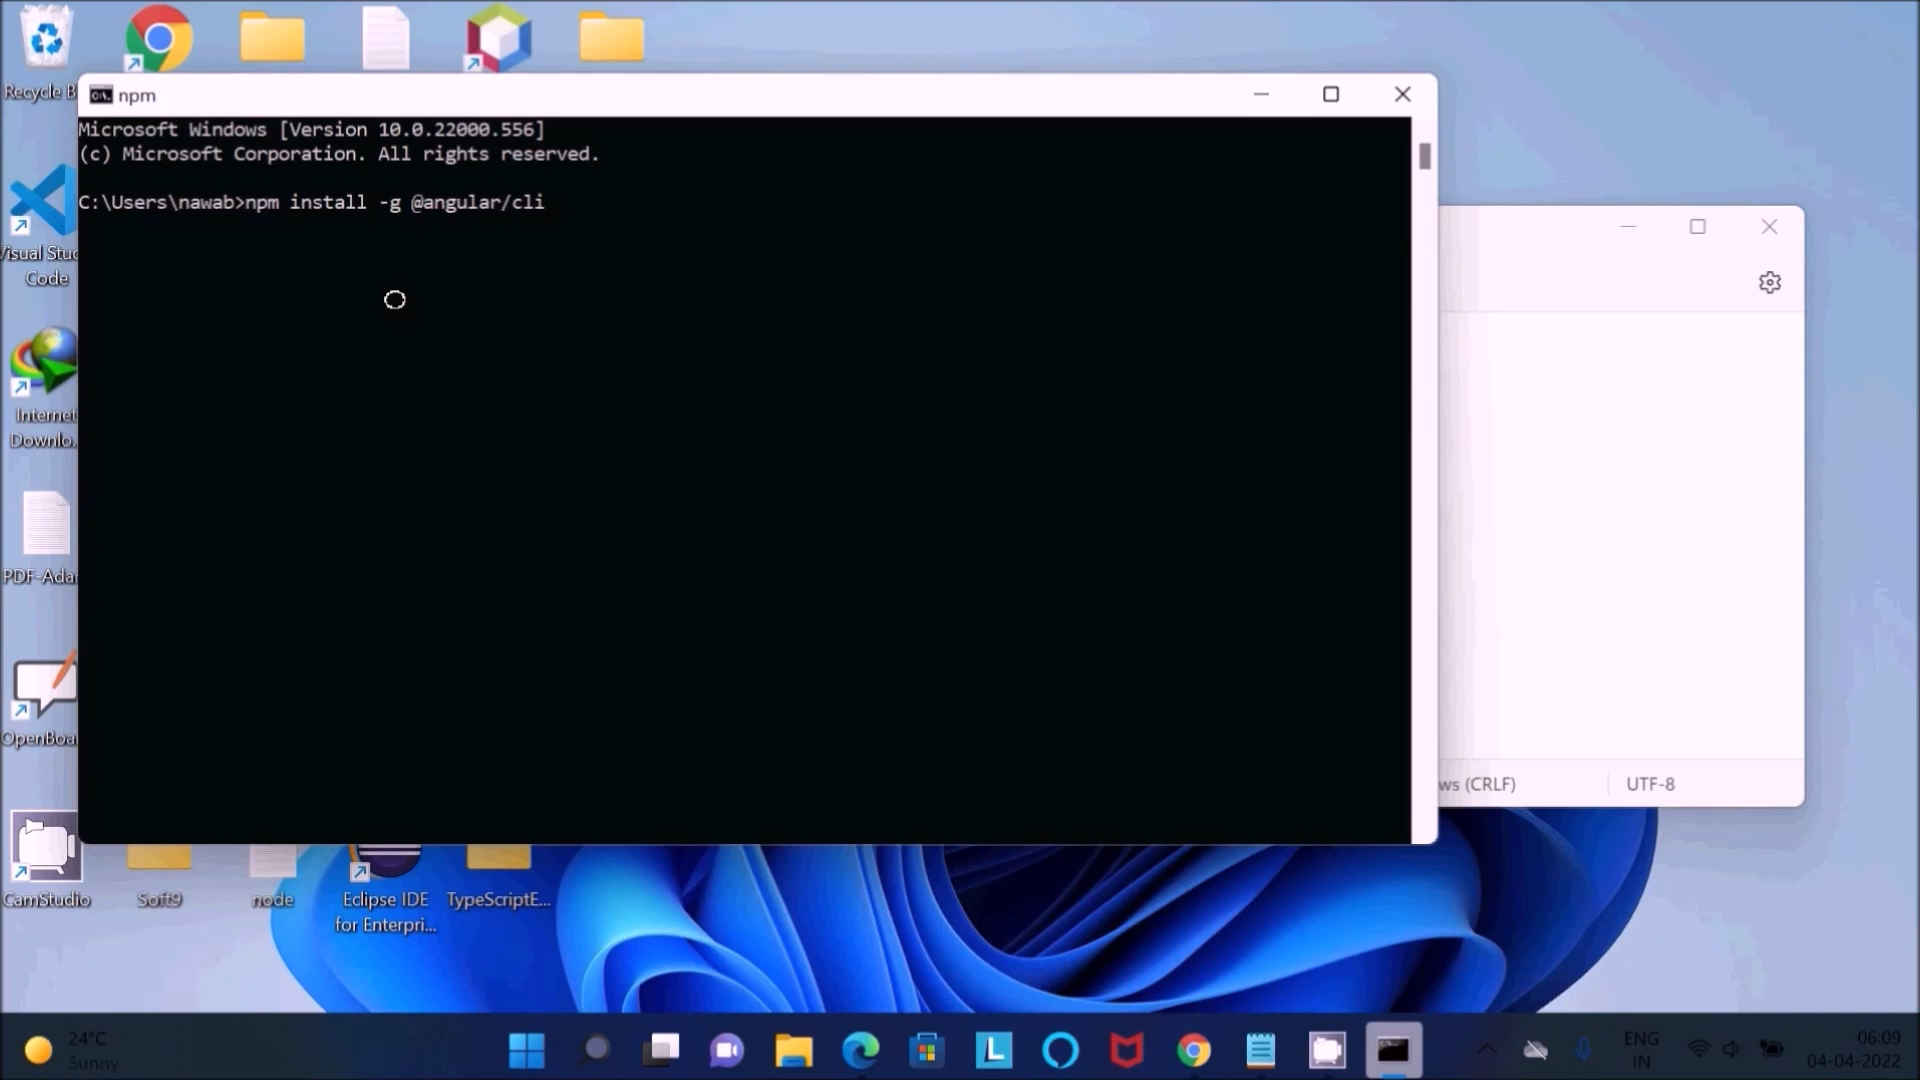 Recycle B
npm
Microsoft Windows [Version 10.0.22000.556]
(c) Microsoft Corporation. All rights reserved.
C:\Users\nawab>npm install -g @angular/cli
Visual Stud
Code
Internet
Downlo...
PDF-Ada
OpenBoa
CamStudio
Soft9
node
Eclipse IDE
for Enterpri...
TypeScriptE...
ws (CRLF)
UTF-8
24°C
Sunny
ENG
IN
06:09
04-04-2022